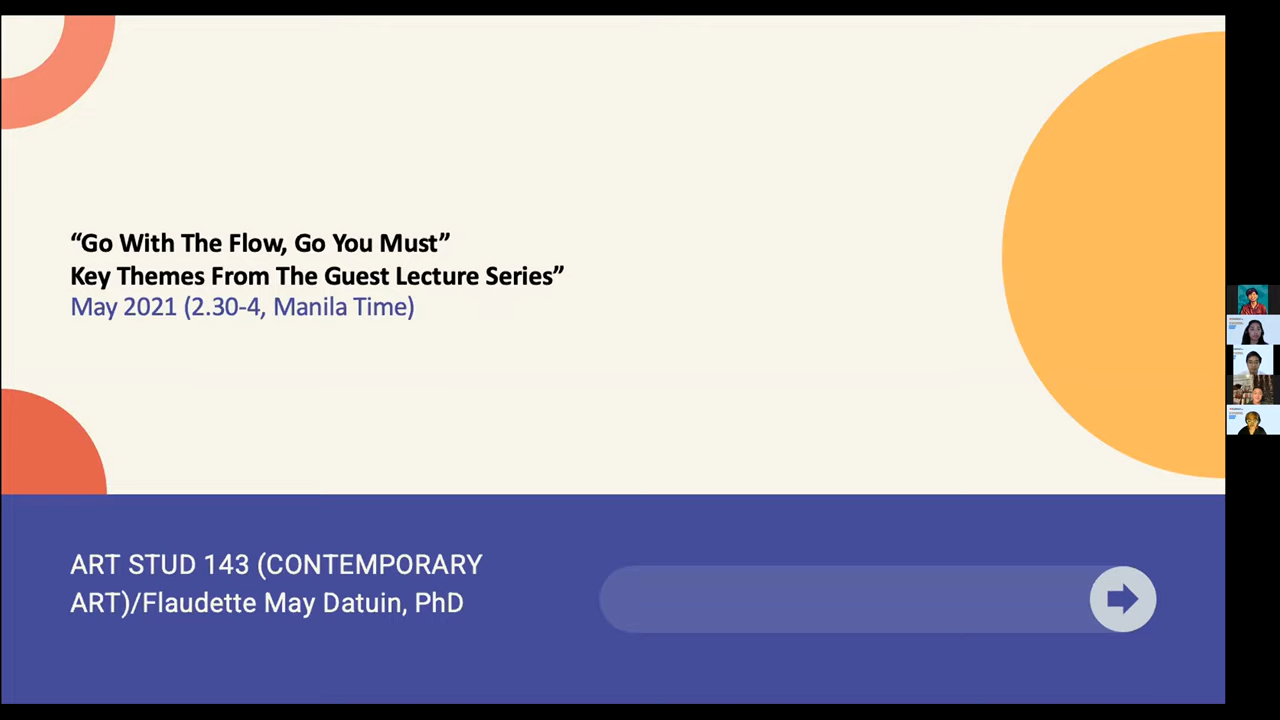 “Go With The Flow, Go You Must”
Key Themes From The Guest Lecture Series”
May 2021 (2.30-4, Manila Time)
ART STUD 143 (CONTEMPORARY
ART)/Flaudette May Datuin, PhD